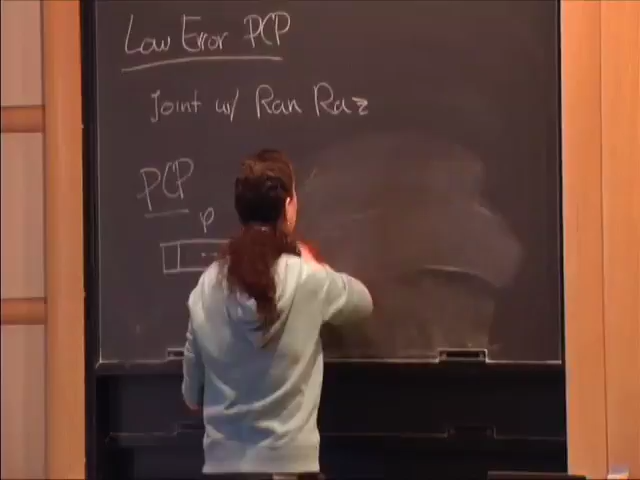 Low Error PCP
Joint w/ Ran Raz
PCP
φ